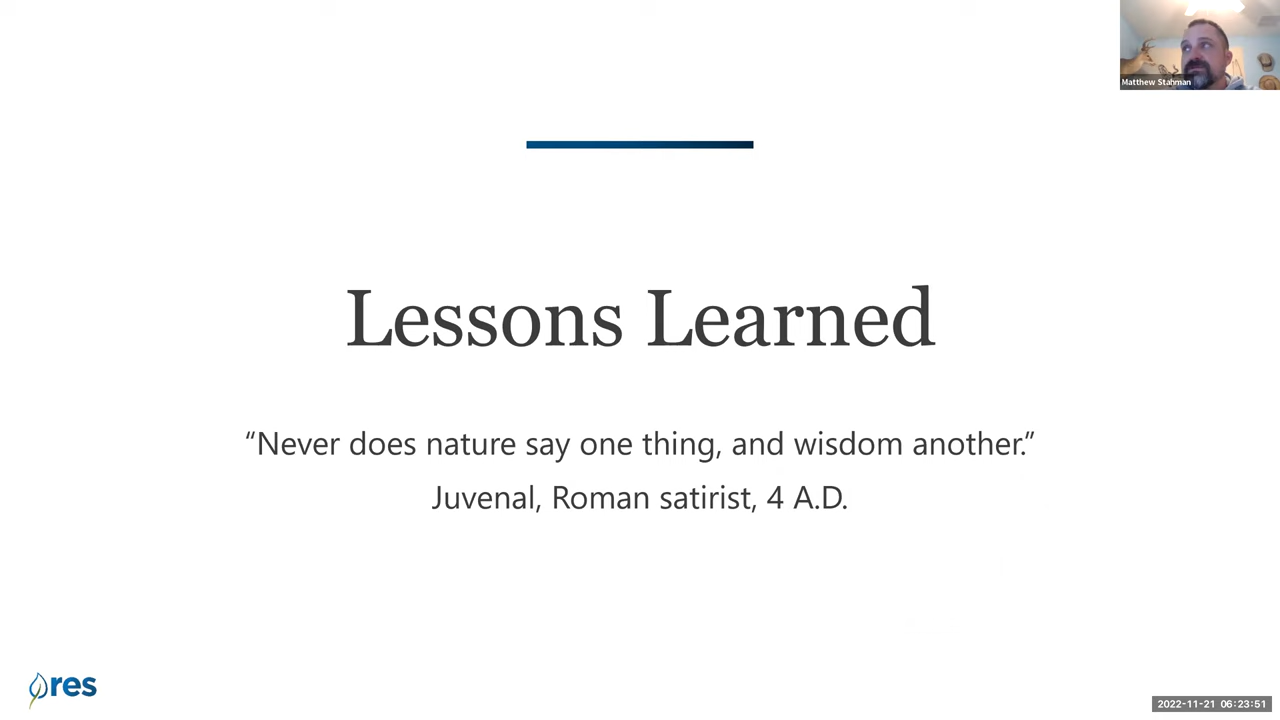 Matthew Stahman
Lessons Learned
“Never does nature say one thing, and wisdom another.”
Juvenal, Roman satirist, 4 A.D.
res
2022-11-21 06:23:51